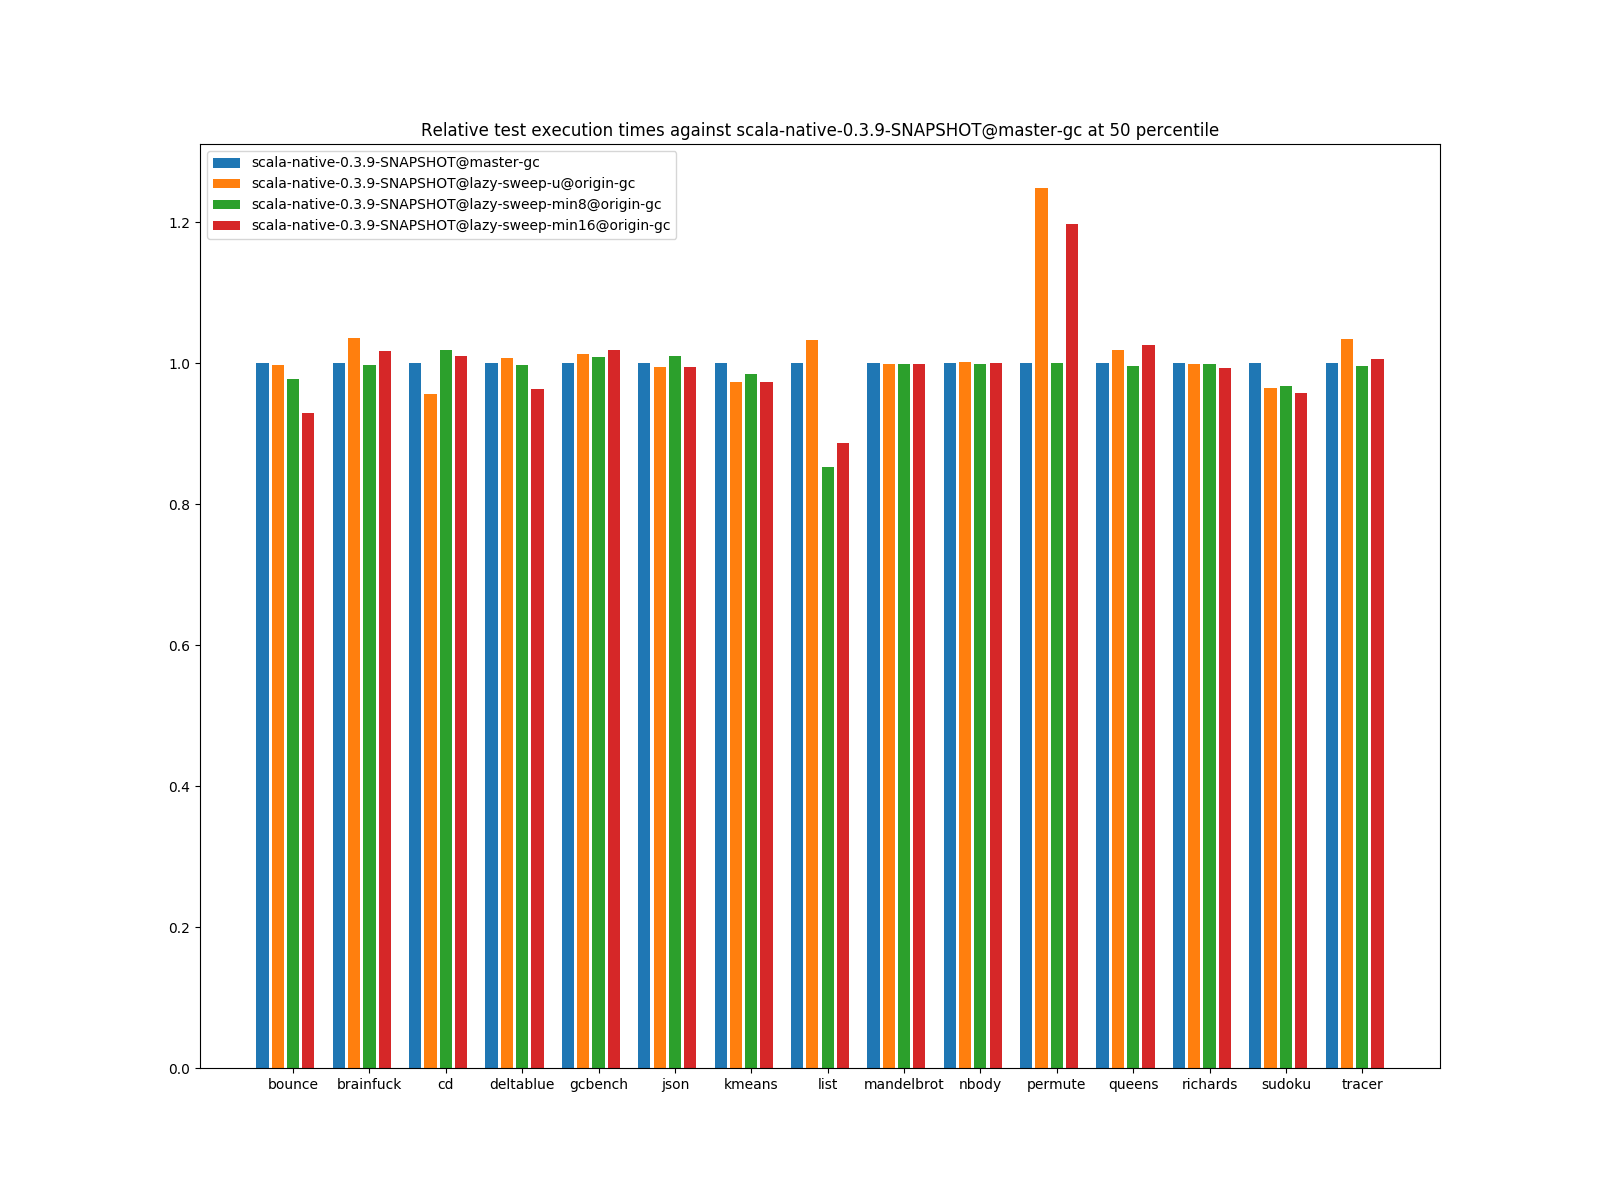 Relative test execution times against scala-native-0.3.9-SNAPSHOT@master-gc at 50 percentile
scala-native-0.3.9-SNAPSHOT@master-gc
scala-native-0.3.9-SNAPSHOT@lazy-sweep-u@origin-gc
scala-native-0.3.9-SNAPSHOT@lazy-sweep-min8@origin-gc
scala-native-0.3.9-SNAPSHOT@lazy-sweep-min16@origin-gc
1.2
1.0
0.8
0.6
0.4
0.2
0.0
bounce brainfuck cd deltablue gcbench json kmeans list mandelbrot nbody permute queens richards sudoku tracer